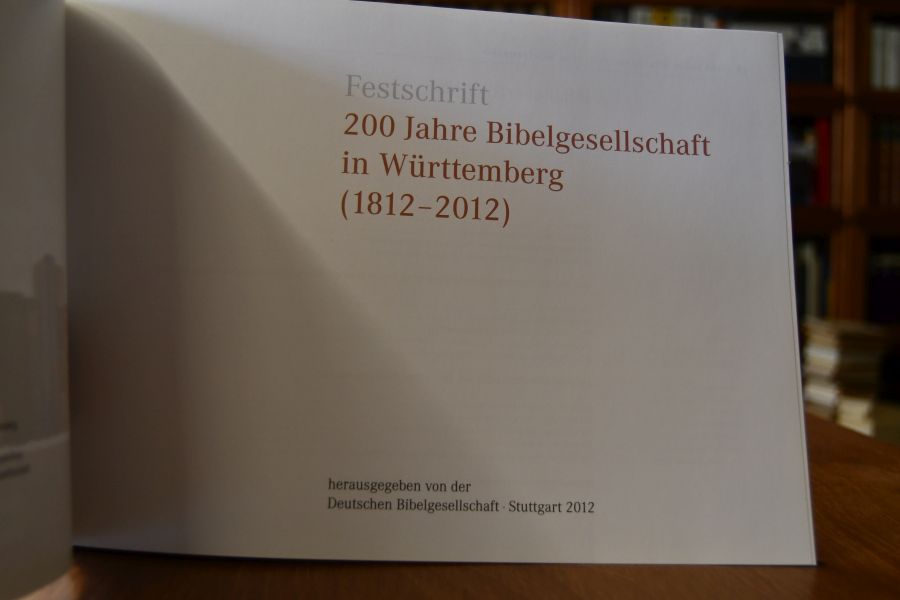 Festschrift
200 Jahre Bibelgesellschaft
in Württemberg
(1812–2012)
herausgegeben von der
Deutschen Bibelgesellschaft · Stuttgart 2012